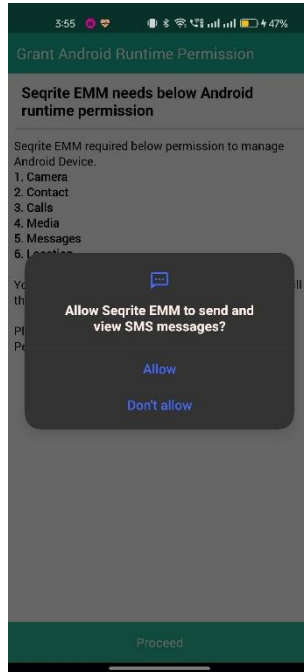 3:55 47%
Grant Android Runtime Permission
Seqrite EMM needs below Android
runtime permission
Seqrite EMM required below permission to manage
Android Device.
1. Camera
2. Contact
3. Calls
4. Media
5. Messages
6. Location
Allow Seqrite EMM to send and
view SMS messages?
Allow
Don't allow
Proceed